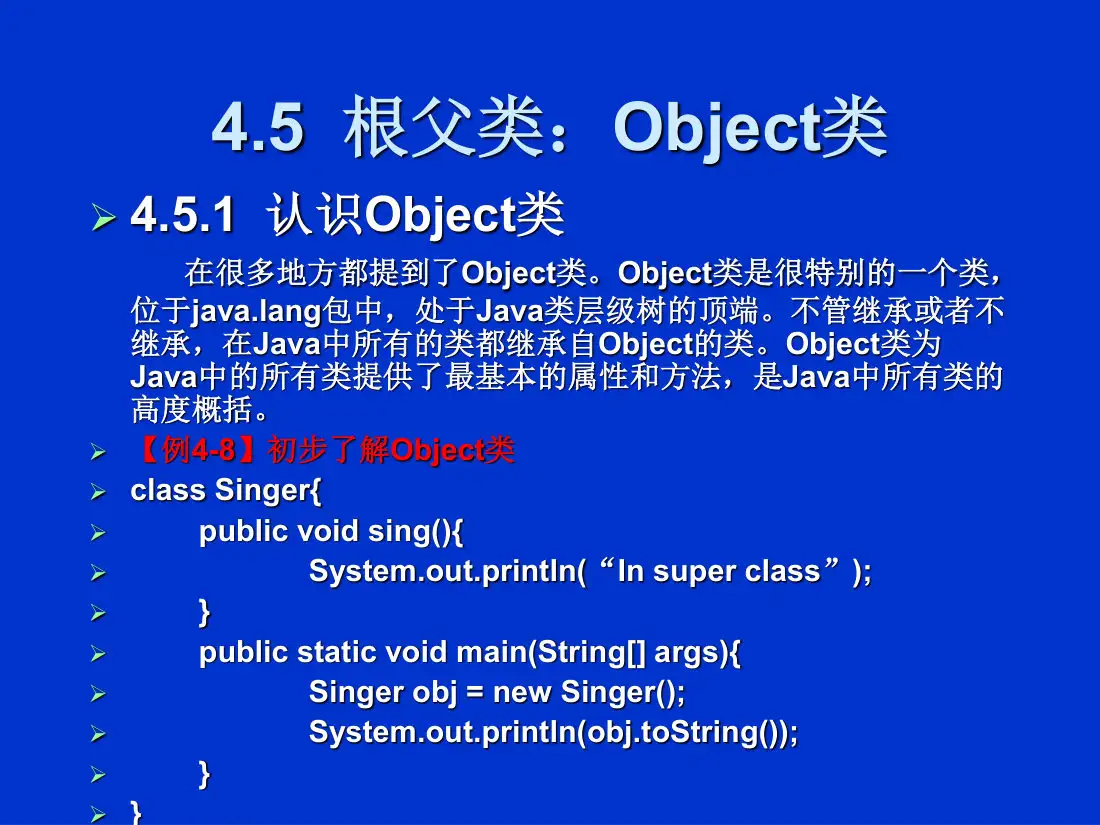 4.5 根父类：Object类
4.5.1 认识Object类
在很多地方都提到了Object类。Object类是很特别的一个类，
位于java.lang包中，处于Java类层级树的顶端。不管继承或者不
继承，在Java中所有的类都继承自Object的类。Object类为
Java中的所有类提供了最基本的属性和方法，是Java中所有类的
高度概括。
【例4-8】初步了解Object类
class Singer{
public void sing(){
System.out.println(“In super class”);
}
public static void main(String[] args){
Singer obj = new Singer();
System.out.println(obj.toString());
}
}